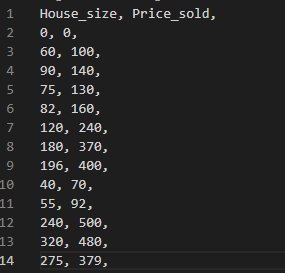 1 House_size, Price_sold,
2 0, 0,
3 60, 100,
4 90, 140,
5 75, 130,
6 82, 160,
7 120, 240,
8 180, 370,
9 196, 400,
10 40, 70,
11 55, 92,
12 240, 500,
13 320, 480,
14 275, 379,